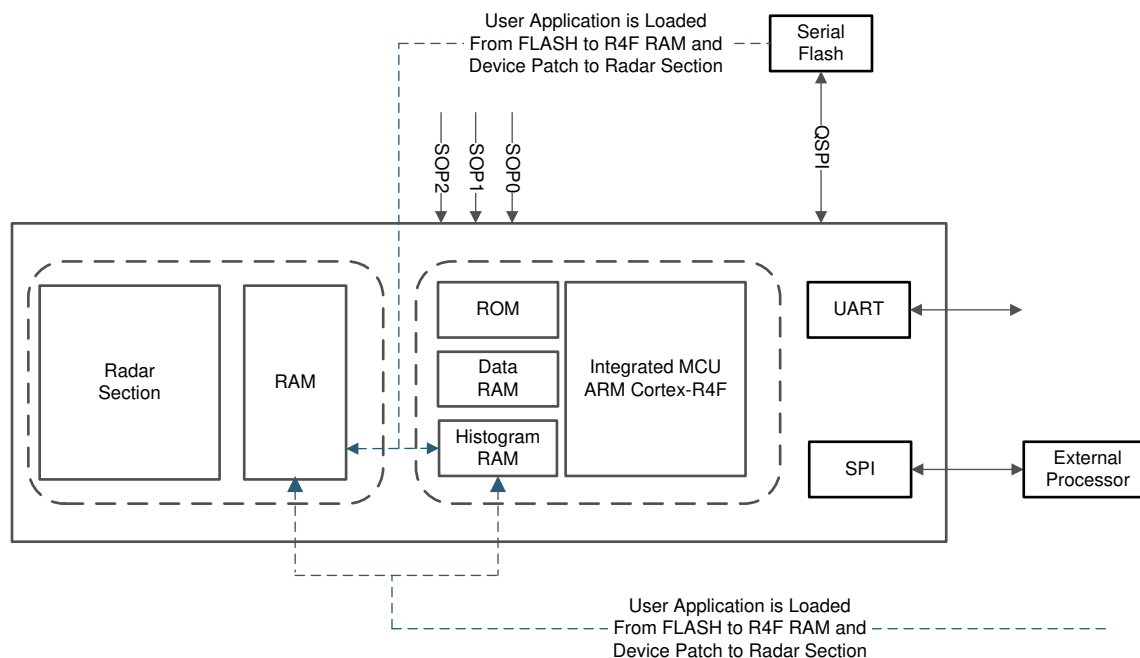 User Application is Loaded
From FLASH to R4F RAM and
Device Patch to Radar Section
Serial
Flash
SOP2
SOP1
SOP0
QSPI
Radar
Section
RAM
ROM
Data
RAM
Histogram
RAM
Integrated MCU
ARM Cortex-R4F
UART
SPI
External
Processor
User Application is Loaded
From FLASH to R4F RAM and
Device Patch to Radar Section